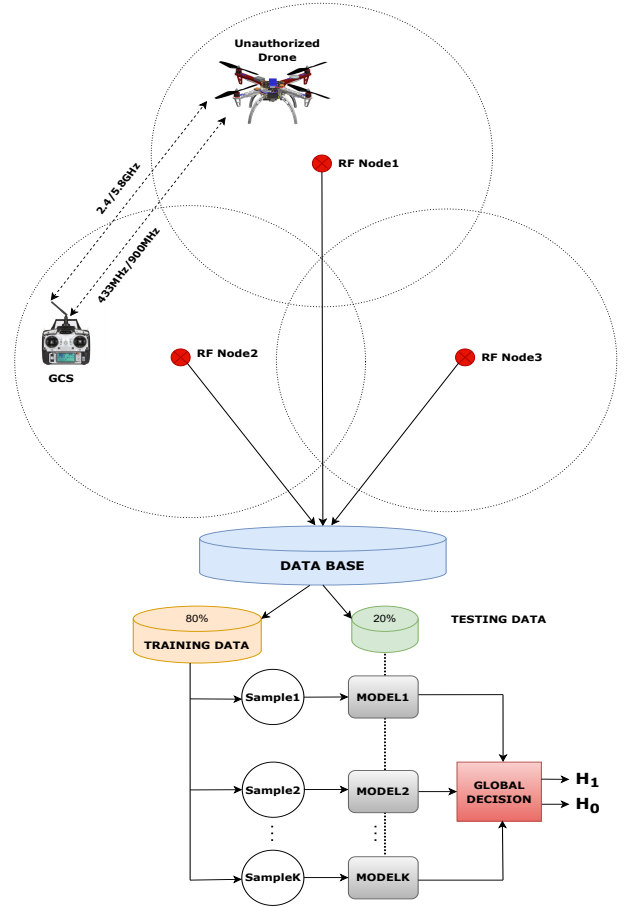 Unauthorized
Drone
RF Node1
2.4/5.8GHz
433MHz/900MHz
RF Node2
RF Node3
GCS
DATA BASE
80%
TRAINING DATA
20%
TESTING DATA
Sample1
MODEL1
Sample2
MODEL2
GLOBAL
DECISION
H1
H0
SampleK
MODELK